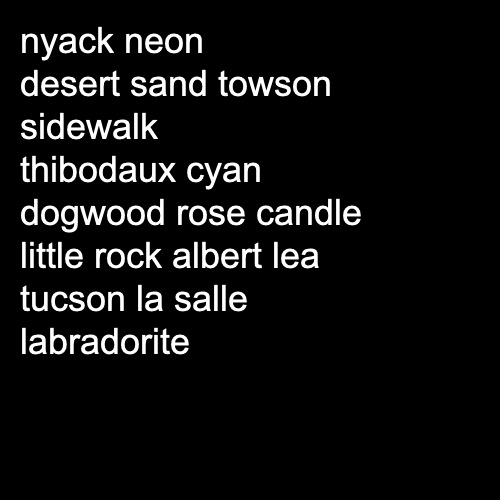 nyack neon
desert sand towson
sidewalk
thibodaux cyan
dogwood rose candle
little rock albert lea
tucson la salle
labradorite